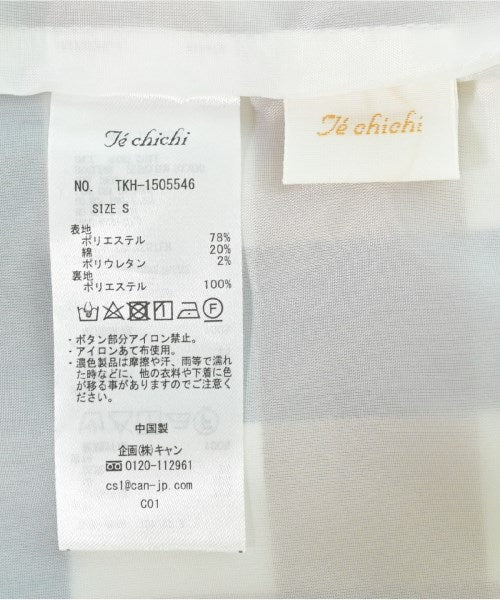 Té chichi
Té chichi
NO. TKH-1505546
SIZE S
表地
ポリエステル 78%
綿 20%
ポリウレタン 2%
裏地
ポリエステル 100%
・ボタン部分アイロン禁止。
・アイロンあて布使用。
・濃色製品は摩擦や汗、雨等で濡れ
た時などに、他の衣料や下着に色
が移る事がありますのでご注意く
ださい。
中国製
企画(株)キャン
0120-112961
cs1@can-jp.com
C01